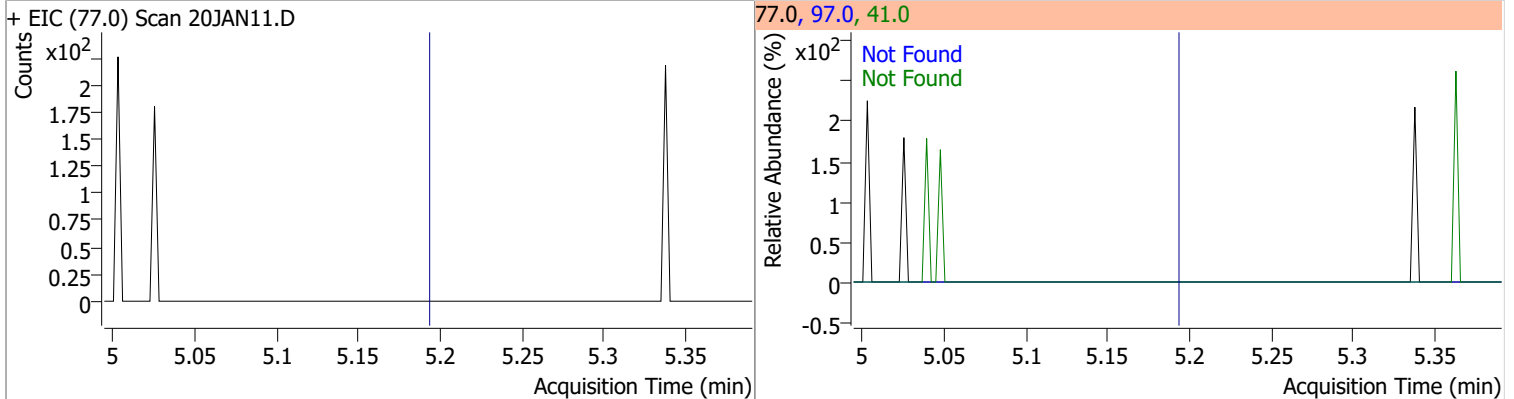 + EIC (77.0) Scan 20JAN11.D
Counts
x10²
2
1.75
1.5
1.25
1
0.75
0.5
0.25
0
5 5.05 5.1 5.15 5.2 5.25 5.3 5.35
Acquisition Time (min)
77.0, 97.0, 41.0
Relative Abundance (%)
x10²
Not Found
Not Found
2
1.5
1
0.5
0
-0.5
5 5.05 5.1 5.15 5.2 5.25 5.3 5.35
Acquisition Time (min)